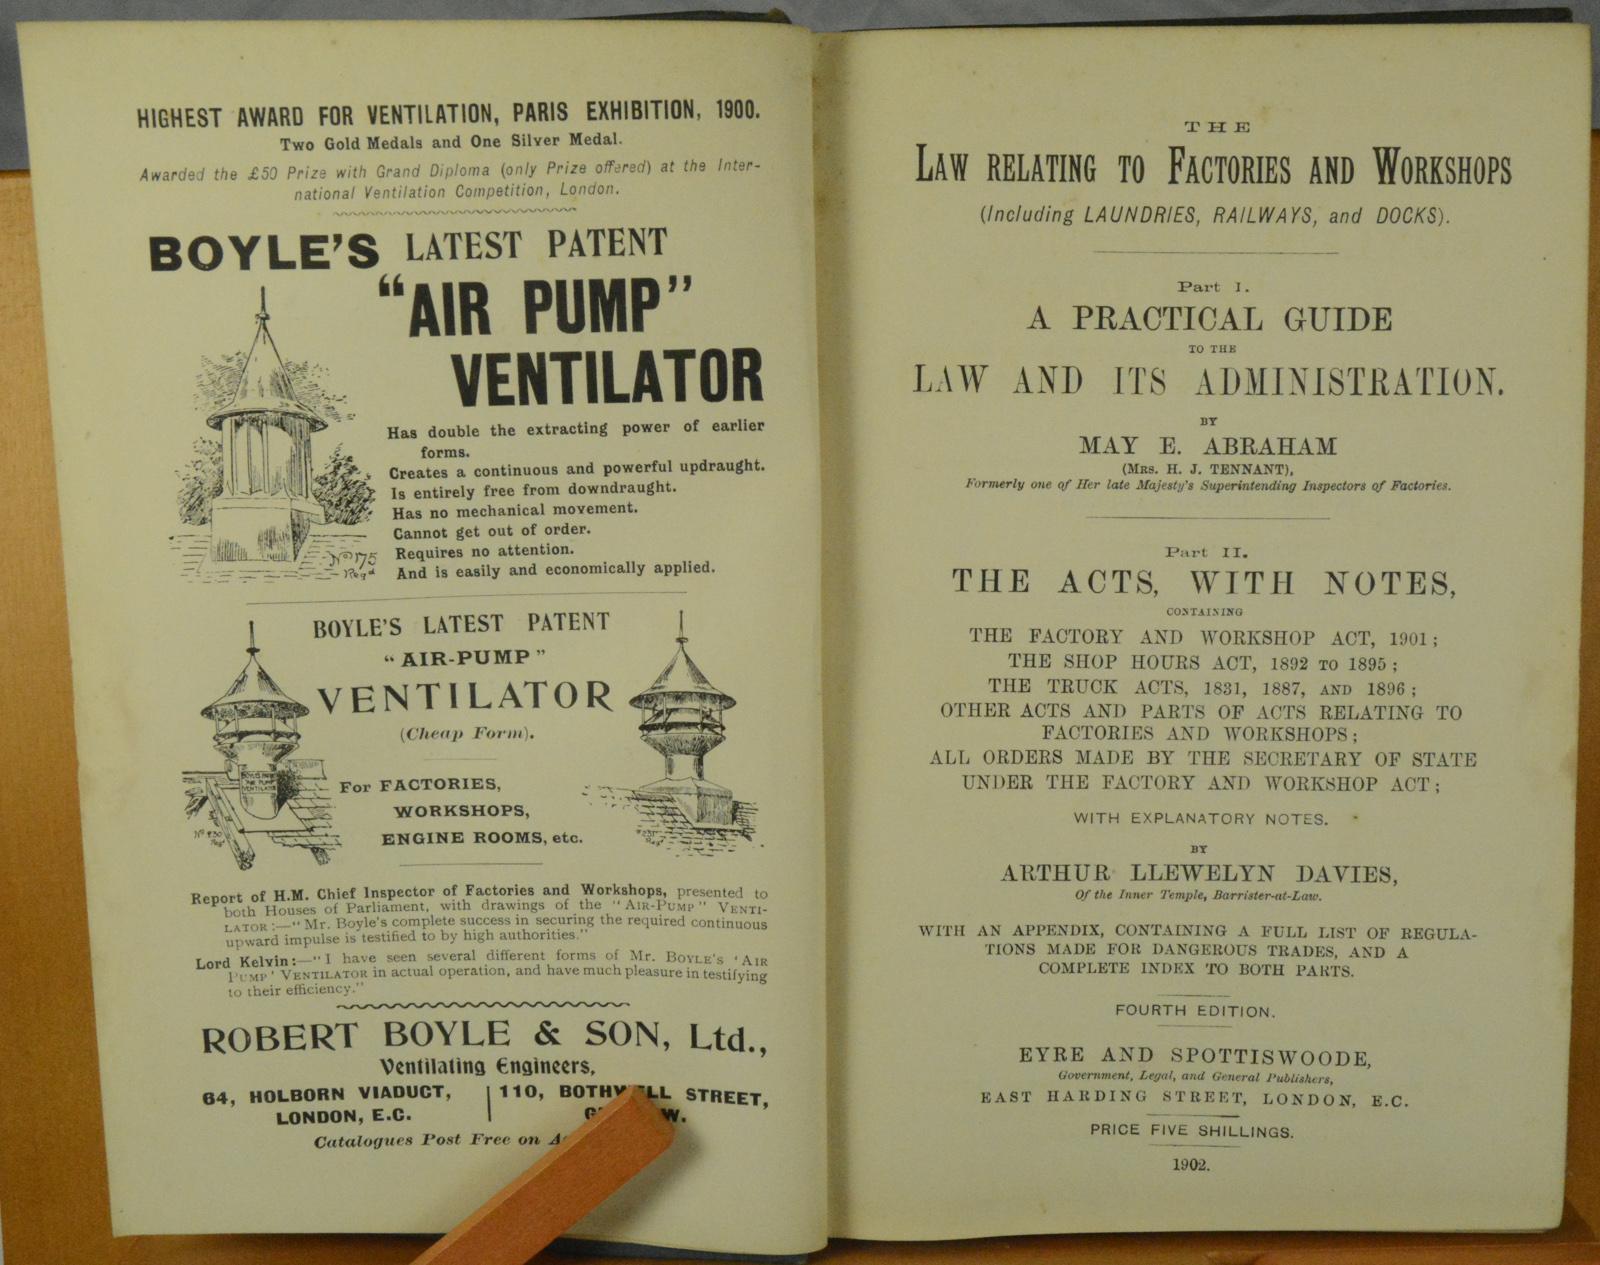 HIGHEST AWARD FOR VENTILATION, PARIS EXHIBITION, 1900.
Two Gold Medals and One Silver Medal.
Awarded the £50 Prize with Grand Diploma (only Prize offered) at the Inter-
national Ventilation Competition, London.
BOYLE'S LATEST PATENT
"AIR PUMP"
VENTILATOR
Has double the extracting power of earlier
forms.
Creates a continuous and powerful updraught.
Is entirely free from downdraught.
Has no mechanical movement.
Cannot get out of order.
Requires no attention.
And is easily and economically applied.
No 175
Regd
BOYLE'S LATEST PATENT
"AIR-PUMP"
VENTILATOR
(Cheap Form).
For FACTORIES,
WORKSHOPS,
ENGINE ROOMS, etc.
BOYLE'S PATENT
AIR PUMP
VENTILATOR
Report of H.M. Chief Inspector of Factories and Workshops, presented to
both Houses of Parliament, with drawings of the "AIR-PUMP" VENTI-
LATOR:—"Mr. Boyle's complete success in securing the required continuous
upward impulse is testified to by high authorities."
Lord Kelvin:—"I have seen several different forms of Mr. BOYLE'S 'AIR
PUMP' VENTILATOR in actual operation, and have much pleasure in testifying
to their efficiency."
ROBERT BOYLE & SON, Ltd.,
Ventilating Engineers,
64, HOLBORN VIADUCT,
LONDON, E.C.
110, BOTHWELL STREET,
Catalogues Post Free on
THE
LAW RELATING TO FACTORIES AND WORKSHOPS
(Including LAUNDRIES, RAILWAYS, and DOCKS).
Part I.
A PRACTICAL GUIDE
TO THE
LAW AND ITS ADMINISTRATION.
BY
MAY E. ABRAHAM
(MRS. H. J. TENNANT),
Formerly one of Her late Majesty's Superintending Inspectors of Factories.
Part II.
THE ACTS, WITH NOTES,
CONTAINING
THE FACTORY AND WORKSHOP ACT, 1901;
THE SHOP HOURS ACT, 1892 TO 1895;
THE TRUCK ACTS, 1831, 1887, AND 1896;
OTHER ACTS AND PARTS OF ACTS RELATING TO
FACTORIES AND WORKSHOPS;
ALL ORDERS MADE BY THE SECRETARY OF STATE
UNDER THE FACTORY AND WORKSHOP ACT;
WITH EXPLANATORY NOTES.
BY
ARTHUR LLEWELYN DAVIES,
Of the Inner Temple, Barrister-at-Law.
WITH AN APPENDIX, CONTAINING A FULL LIST OF REGULA-
TIONS MADE FOR DANGEROUS TRADES, AND A
COMPLETE INDEX TO BOTH PARTS.
FOURTH EDITION.
EYRE AND SPOTTISWOODE,
Government, Legal, and General Publishers,
EAST HARDING STREET, LONDON, E.C.
PRICE FIVE SHILLINGS.
1902.